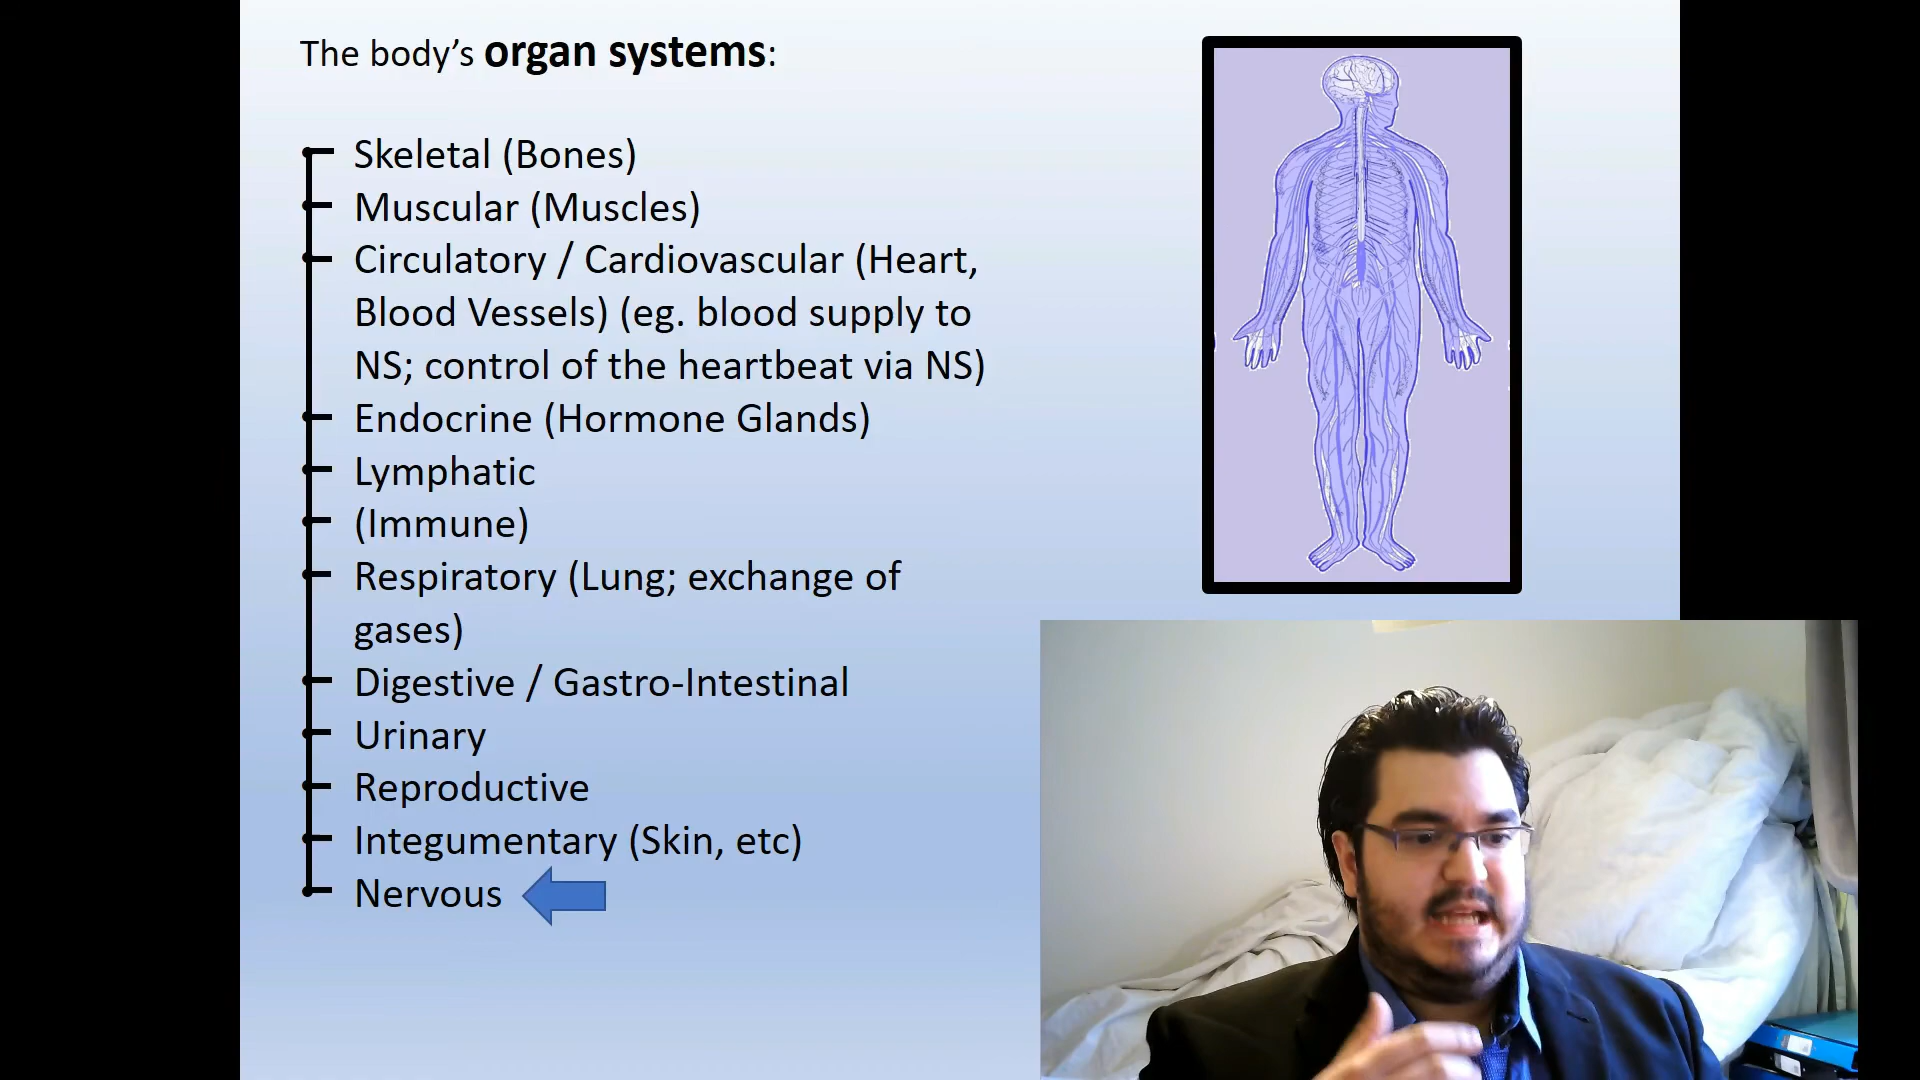 The body’s organ systems:
Skeletal (Bones)
Muscular (Muscles)
Circulatory / Cardiovascular (Heart,
Blood Vessels) (eg. blood supply to
NS; control of the heartbeat via NS)
Endocrine (Hormone Glands)
Lymphatic
(Immune)
Respiratory (Lung; exchange of
gases)
Digestive / Gastro-Intestinal
Urinary
Reproductive
Integumentary (Skin, etc)
Nervous